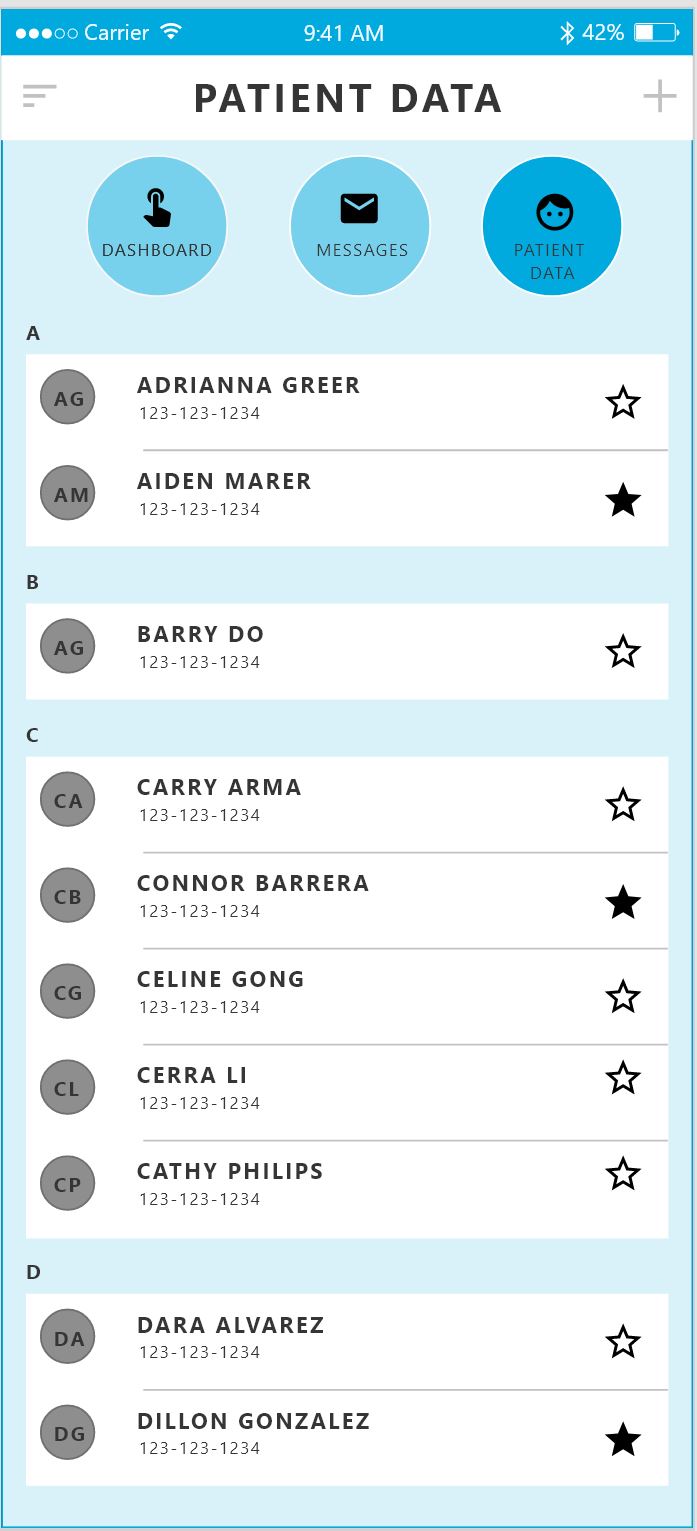 Carrier 9:41 AM 42%
PATIENT DATA
DASHBOARD
MESSAGES
PATIENT
DATA
A
AG
ADRIANNA GREER
123-123-1234
AM
AIDEN MARER
123-123-1234
B
AG
BARRY DO
123-123-1234
C
CA
CARRY ARMA
123-123-1234
CB
CONNOR BARRERA
123-123-1234
CG
CELINE GONG
123-123-1234
CL
CERRA LI
123-123-1234
CP
CATHY PHILIPS
123-123-1234
D
DA
DARA ALVAREZ
123-123-1234
DG
DILLON GONZALEZ
123-123-1234